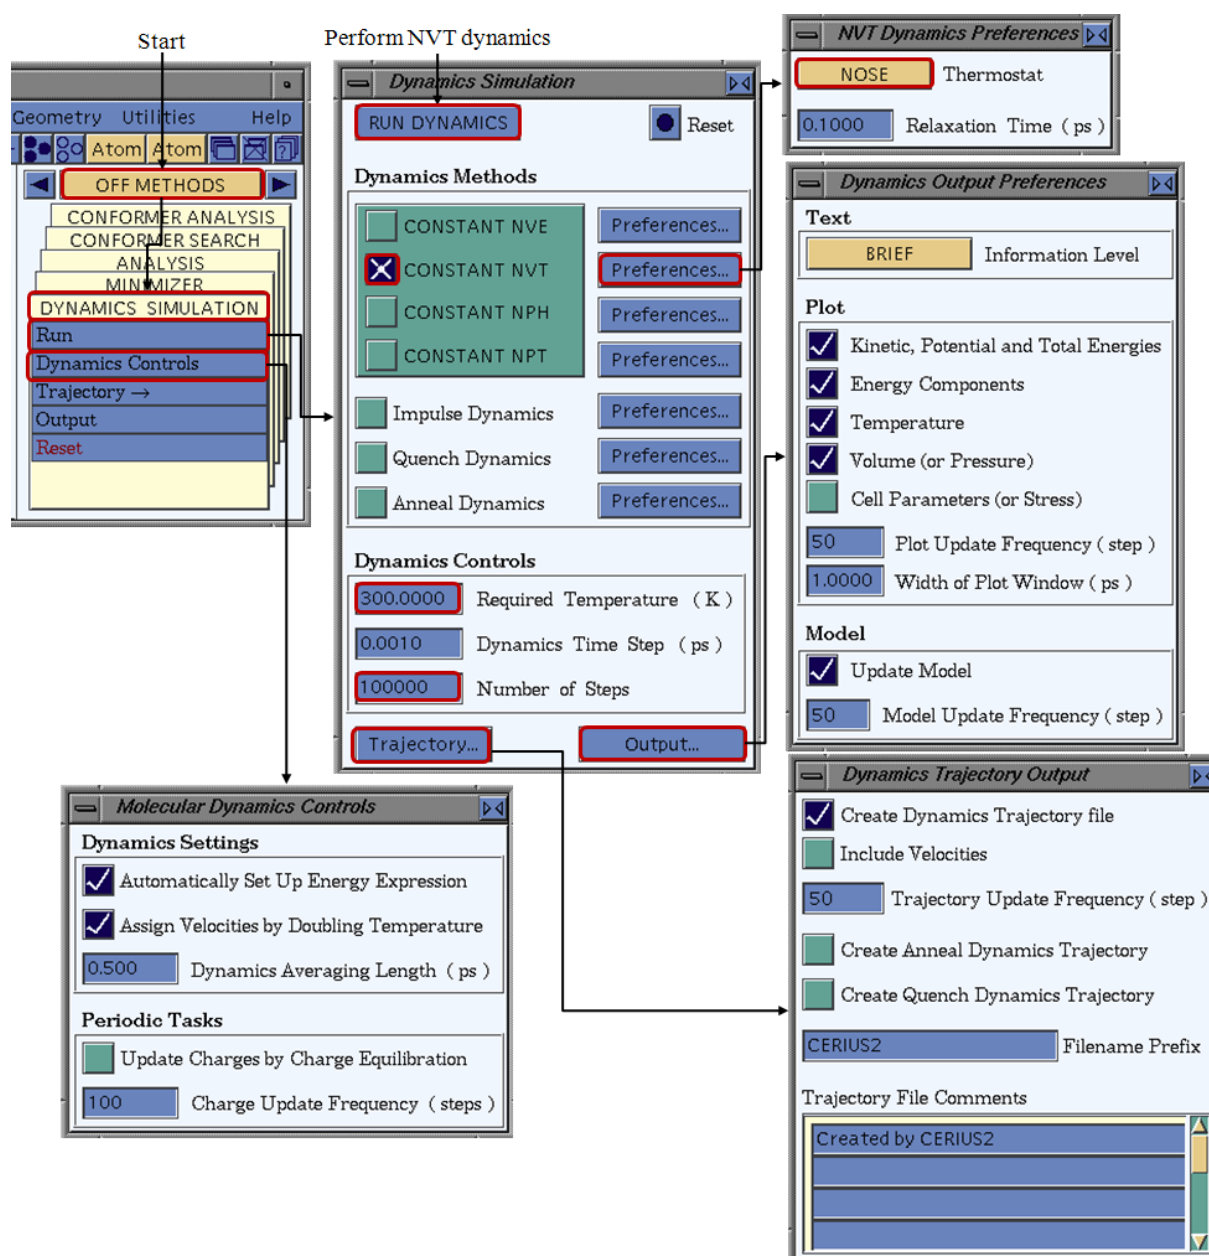 Start
Perform NVT dynamics
Geometry Utilities Help
Atom Atom
OFF METHODS
CONFORMER ANALYSIS
CONFORMER SEARCH
ANALYSIS
MINIMIZER
DYNAMICS SIMULATION
Run
Dynamics Controls
Trajectory →
Output
Reset
Dynamics Simulation
RUN DYNAMICS
Reset
Dynamics Methods
CONSTANT NVE Preferences...
CONSTANT NVT Preferences...
CONSTANT NPH Preferences...
CONSTANT NPT Preferences...
Impulse Dynamics Preferences...
Quench Dynamics Preferences...
Anneal Dynamics Preferences...
Dynamics Controls
300.0000 Required Temperature ( K )
0.0010 Dynamics Time Step ( ps )
100000 Number of Steps
Trajectory... Output...
NVT Dynamics Preferences
NOSE Thermostat
0.1000 Relaxation Time ( ps )
Dynamics Output Preferences
Text
BRIEF Information Level
Plot
Kinetic, Potential and Total Energies
Energy Components
Temperature
Volume (or Pressure)
Cell Parameters (or Stress)
50 Plot Update Frequency ( step )
1.0000 Width of Plot Window ( ps )
Model
Update Model
50 Model Update Frequency ( step )
Molecular Dynamics Controls
Dynamics Settings
Automatically Set Up Energy Expression
Assign Velocities by Doubling Temperature
0.500 Dynamics Averaging Length ( ps )
Periodic Tasks
Update Charges by Charge Equilibration
100 Charge Update Frequency ( steps )
Dynamics Trajectory Output
Create Dynamics Trajectory file
Include Velocities
50 Trajectory Update Frequency ( step )
Create Anneal Dynamics Trajectory
Create Quench Dynamics Trajectory
CERIUS2 Filename Prefix
Trajectory File Comments
Created by CERIUS2